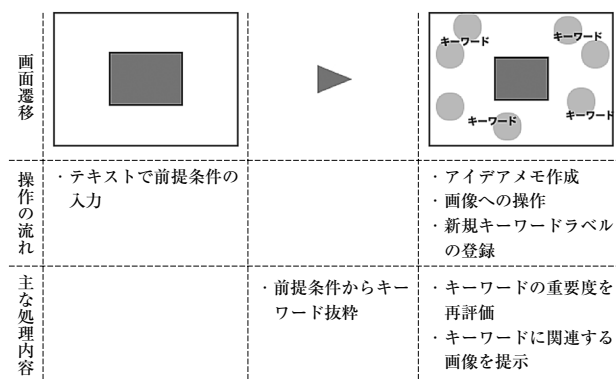 画面遷移
キーワード
キーワード
キーワード
キーワード
操作の流れ
・テキストで前提条件の
入力
・アイデアメモ作成
・画像への操作
・新規キーワードラベル
の登録
主な処理内容
・前提条件からキー
ワード抜粋
・キーワードの重要度を
再評価
・キーワードに関連する
画像を提示